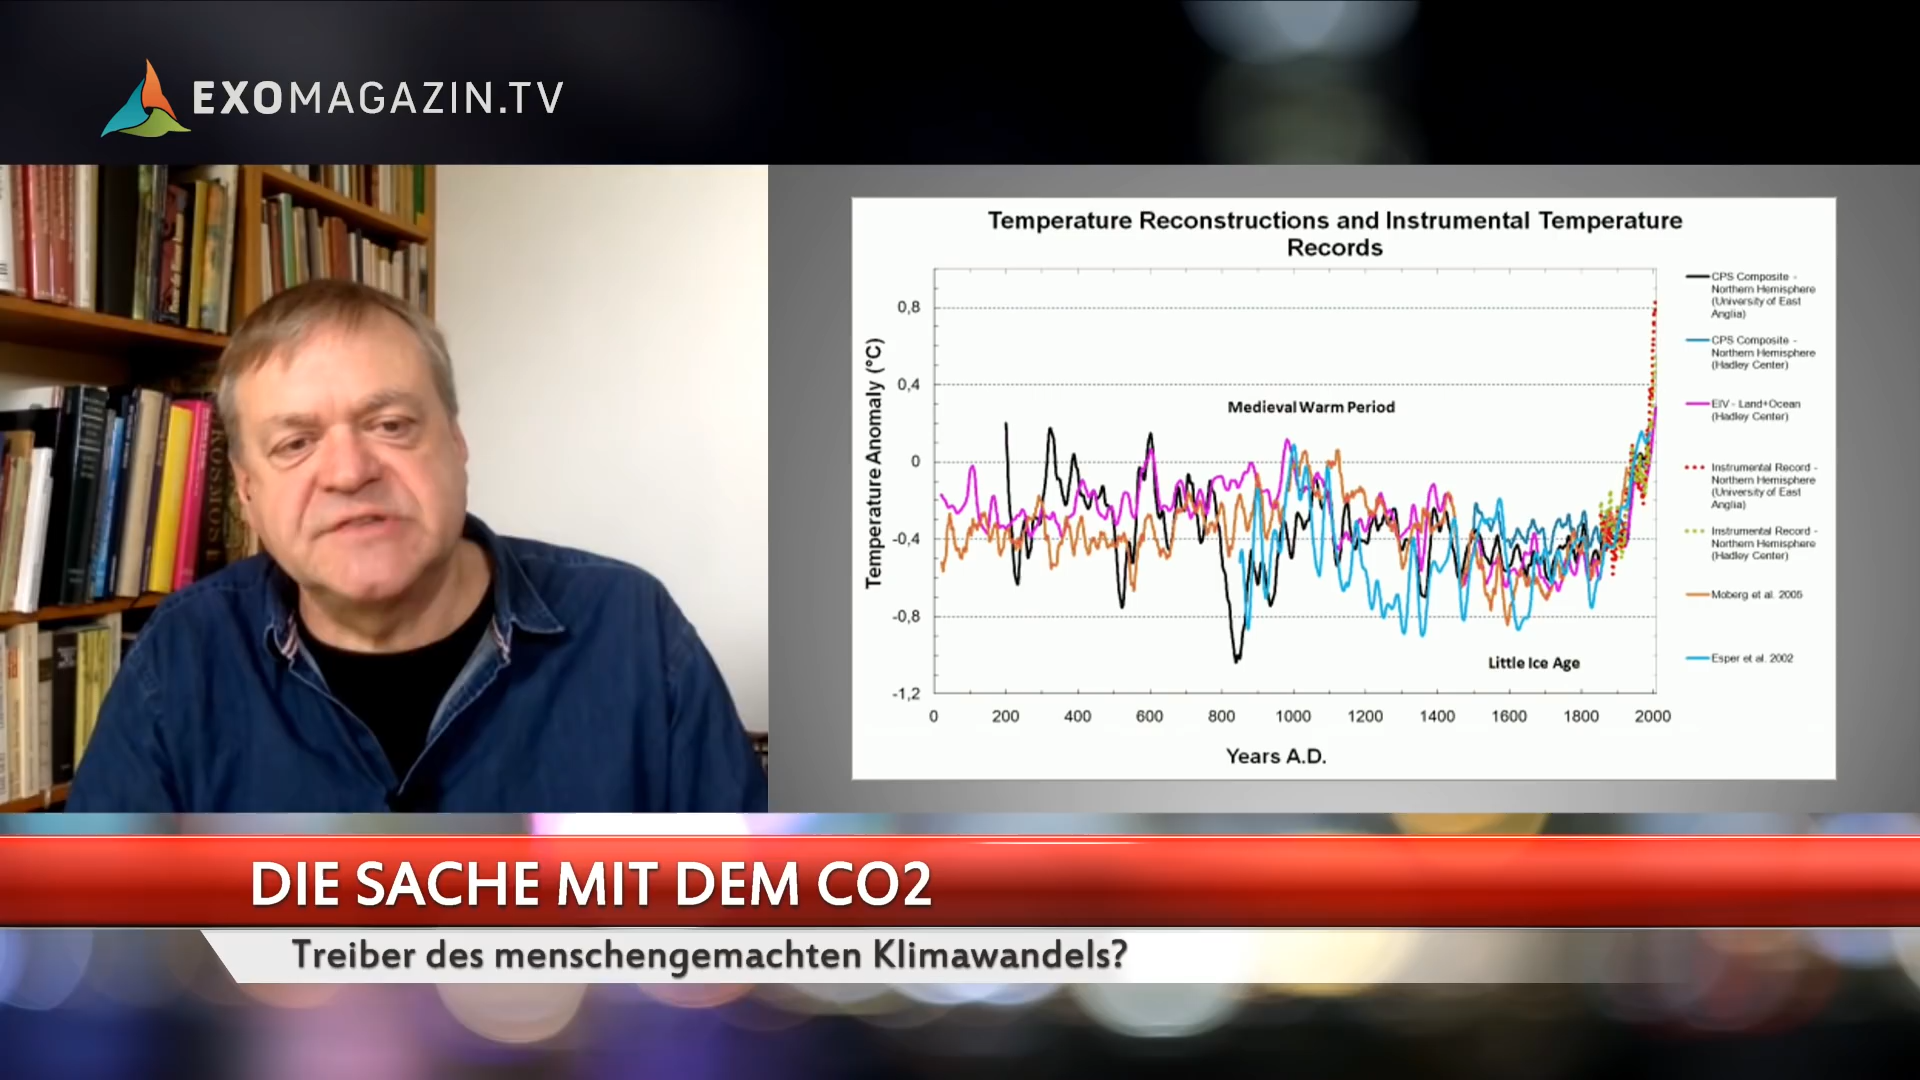 EXOMAGAZIN.TV
KOSMOS
Temperature Reconstructions and Instrumental Temperature
Records
Temperature Anomaly (°C)
0,8
0,4
0
-0,4
-0,8
-1,2
Medieval Warm Period
Little Ice Age
0 200 400 600 800 1000 1200 1400 1600 1800 2000
Years A.D.
CPS Composite -
Northern Hemisphere
(University of East
Anglia)
CPS Composite -
Northern Hemisphere
(Hadley Center)
EIV - Land+Ocean
(Hadley Center)
Instrumental Record -
Northern Hemisphere
(University of East
Anglia)
Instrumental Record -
Northern Hemisphere
(Hadley Center)
Moberg et al. 2005
Esper et al. 2002
DIE SACHE MIT DEM CO2
Treiber des menschengemachten Klimawandels?